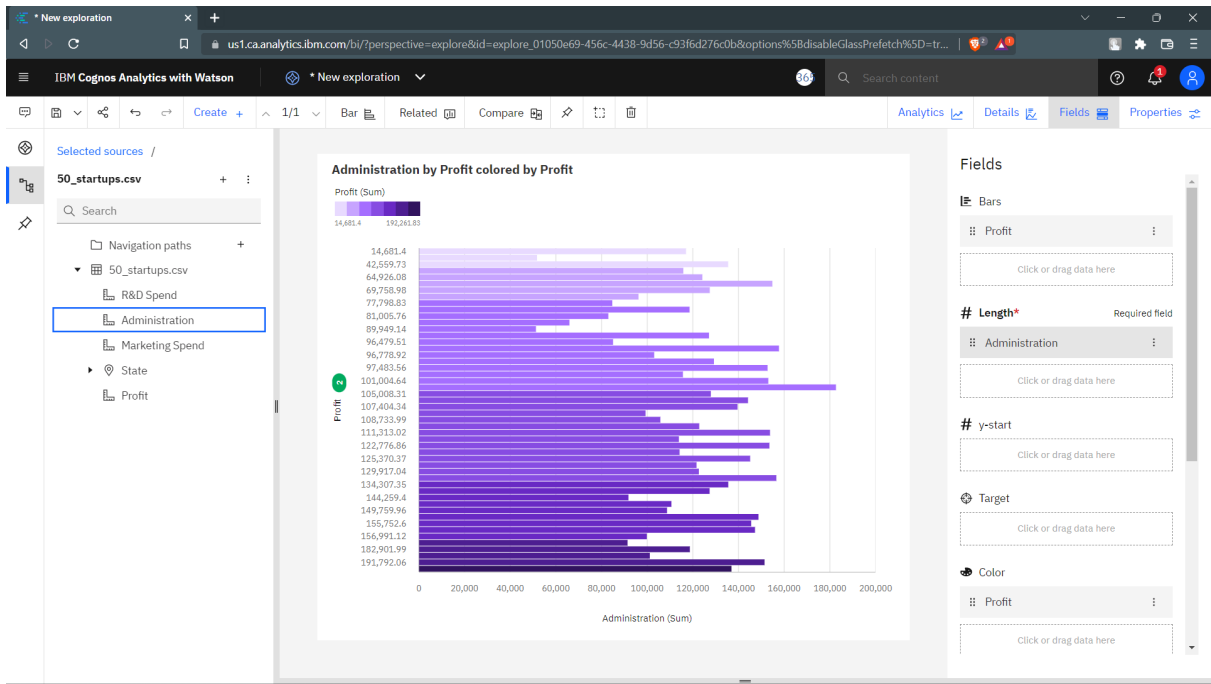 * New exploration
us1.ca.analytics.ibm.com/bi/?perspective=explore&id=explore_01050e69-456c-4438-9d56-c93f6d276c0b&options%5BdisableGlassPrefetch%5D=tr...
IBM Cognos Analytics with Watson
* New exploration
365
Search content
1
Create +
1/1
Bar
Related
Compare
Analytics
Details
Fields
Properties
Selected sources /
50_startups.csv
Search
Navigation paths
50_startups.csv
R&D Spend
Administration
Marketing Spend
State
Profit
Administration by Profit colored by Profit
Profit (Sum)
14,681.4 192,261.83
14,681.4
42,559.73
64,926.08
69,758.98
77,798.83
81,005.76
89,949.14
96,479.51
96,778.92
97,483.56
101,004.64
105,008.31
107,404.34
108,733.99
111,313.02
122,776.86
125,370.37
129,917.04
134,307.35
144,259.4
149,759.96
155,752.6
156,991.12
182,901.99
191,792.06
2
Profit
0 20,000 40,000 60,000 80,000 100,000 120,000 140,000 160,000 180,000 200,000
Administration (Sum)
Fields
Bars
Profit
Click or drag data here
# Length* Required field
Administration
Click or drag data here
# y-start
Click or drag data here
Target
Click or drag data here
Color
Profit
Click or drag data here